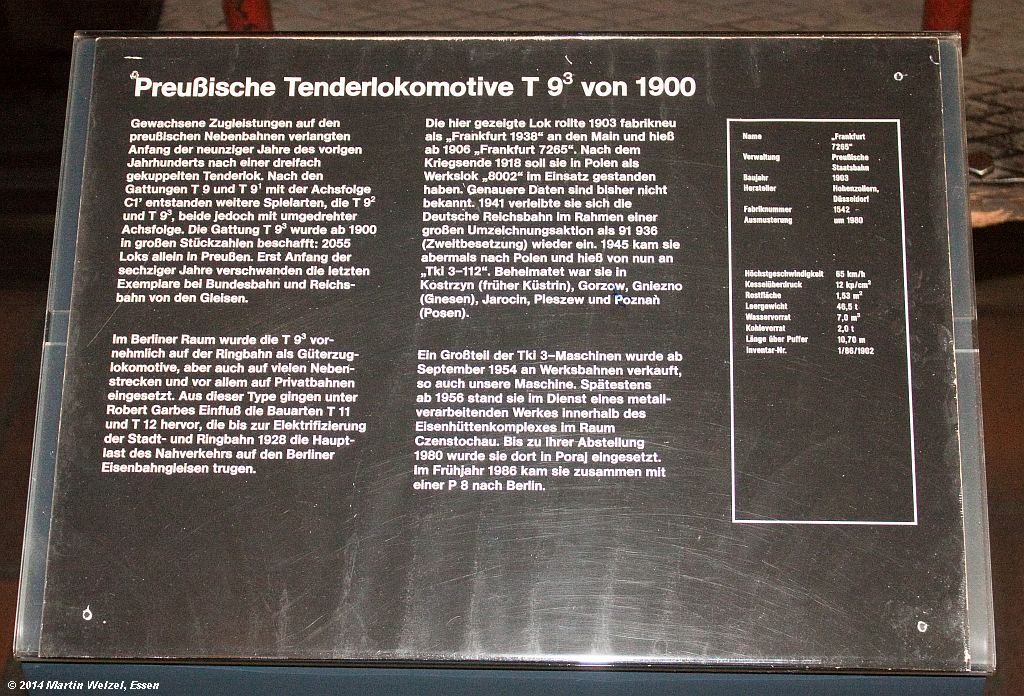 Preußische Tenderlokomotive T 9³ von 1900
Gewachsene Zugleistungen auf den
preußischen Nebenbahnen verlangten
Anfang der neunziger Jahre des vorigen
Jahrhunderts nach einer dreifach
gekuppelten Tenderlok. Nach den
Gattungen T 9 und T 9¹ mit der Achsfolge
C1' entstanden weitere Spielarten, die T 9²
und T 9³, beide jedoch mit umgedrehter
Achsfolge. Die Gattung T 9³ wurde ab 1900
in großen Stückzahlen beschafft: 2055
Loks allein in Preußen. Erst Anfang der
sechziger Jahre verschwanden die letzten
Exemplare bei Bundesbahn und Reichs-
bahn von den Gleisen.
Im Berliner Raum wurde die T 9³ vor-
nehmlich auf der Ringbahn als Güterzug-
lokomotive, aber auch auf vielen Neben-
strecken und vor allem auf Privatbahnen
eingesetzt. Aus dieser Type gingen unter
Robert Garbes Einfluß die Bauarten T 11
und T 12 hervor, die bis zur Elektrifizierung
der Stadt- und Ringbahn 1928 die Haupt-
last des Nahverkehrs auf den Berliner
Eisenbahngleisen trugen.
Die hier gezeigte Lok rollte 1903 fabrikneu
als „Frankfurt 1938“ an den Main und hieß
ab 1906 „Frankfurt 7265“. Nach dem
Kriegsende 1918 soll sie in Polen als
Werkslok „8002“ im Einsatz gestanden
haben. Genauere Daten sind bisher nicht
bekannt. 1941 verleibte sie sich die
Deutsche Reichsbahn im Rahmen einer
großen Umzeichnungsaktion als 91 936
(Zweitbesetzung) wieder ein. 1945 kam sie
abermals nach Polen und hieß von nun an
„Tki 3–112“. Beheimatet war sie in
Kostrzyn (früher Küstrin), Gorzow, Gniezno
(Gnesen), Jarocin, Pleszew und Poznań
(Posen).
Ein Großteil der Tki 3–Maschinen wurde ab
September 1954 an Werksbahnen verkauft,
so auch unsere Maschine. Spätestens
ab 1956 stand sie im Dienst eines metall-
verarbeitenden Werkes innerhalb des
Eisenhüttenkomplexes im Raum
Czenstochau. Bis zu ihrer Abstellung
1980 wurde sie dort in Poraj eingesetzt.
Im Frühjahr 1986 kam sie zusammen mit
einer P 8 nach Berlin.
Name „Frankfurt
7265“
Verwaltung Preußische
Staatsbahn
Baujahr 1903
Hersteller Hohenzollern,
Düsseldorf
Fabriknummer 1542
Ausmusterung um 1980
Höchstgeschwindigkeit 65 km/h
Kesselüberdruck 12 kp/cm²
Rostfläche 1,53 m²
Leergewicht 46,5 t
Wasservorrat 7,0 m³
Kohlevorrat 2,0 t
Länge über Puffer 10,70 m
Inventar-Nr. 1/86/1902
© 2014 Martin Welzel, Essen